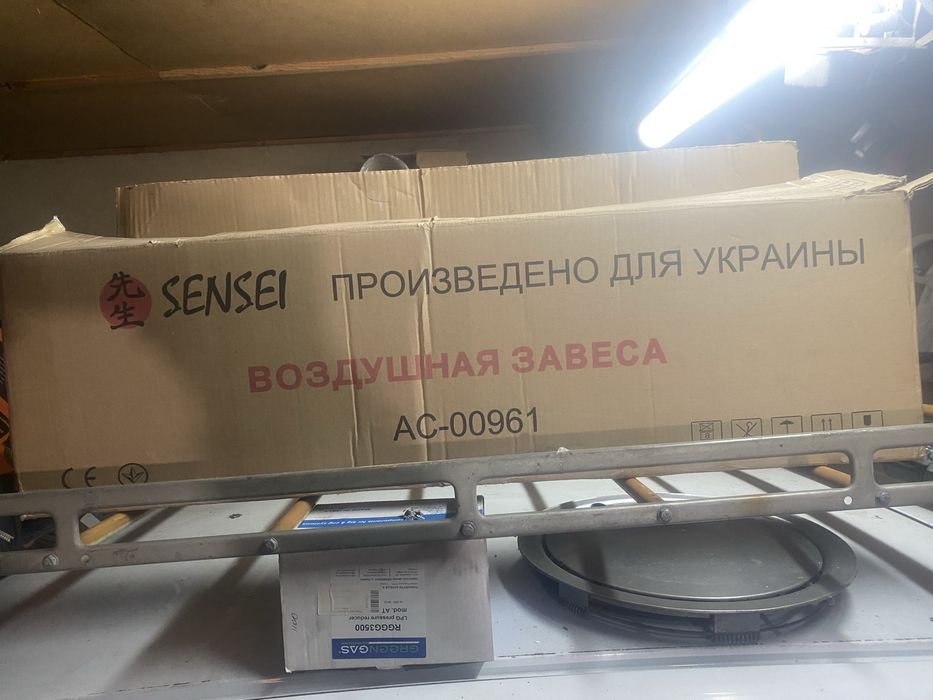 先生 SENSEI ПРОИЗВЕДЕНО ДЛЯ УКРАИНЫ
ВОЗДУШНАЯ ЗАВЕСА
AC-00961
CE
GREENGAS
LPG pressure reducer
RGGG3500
mod. AT